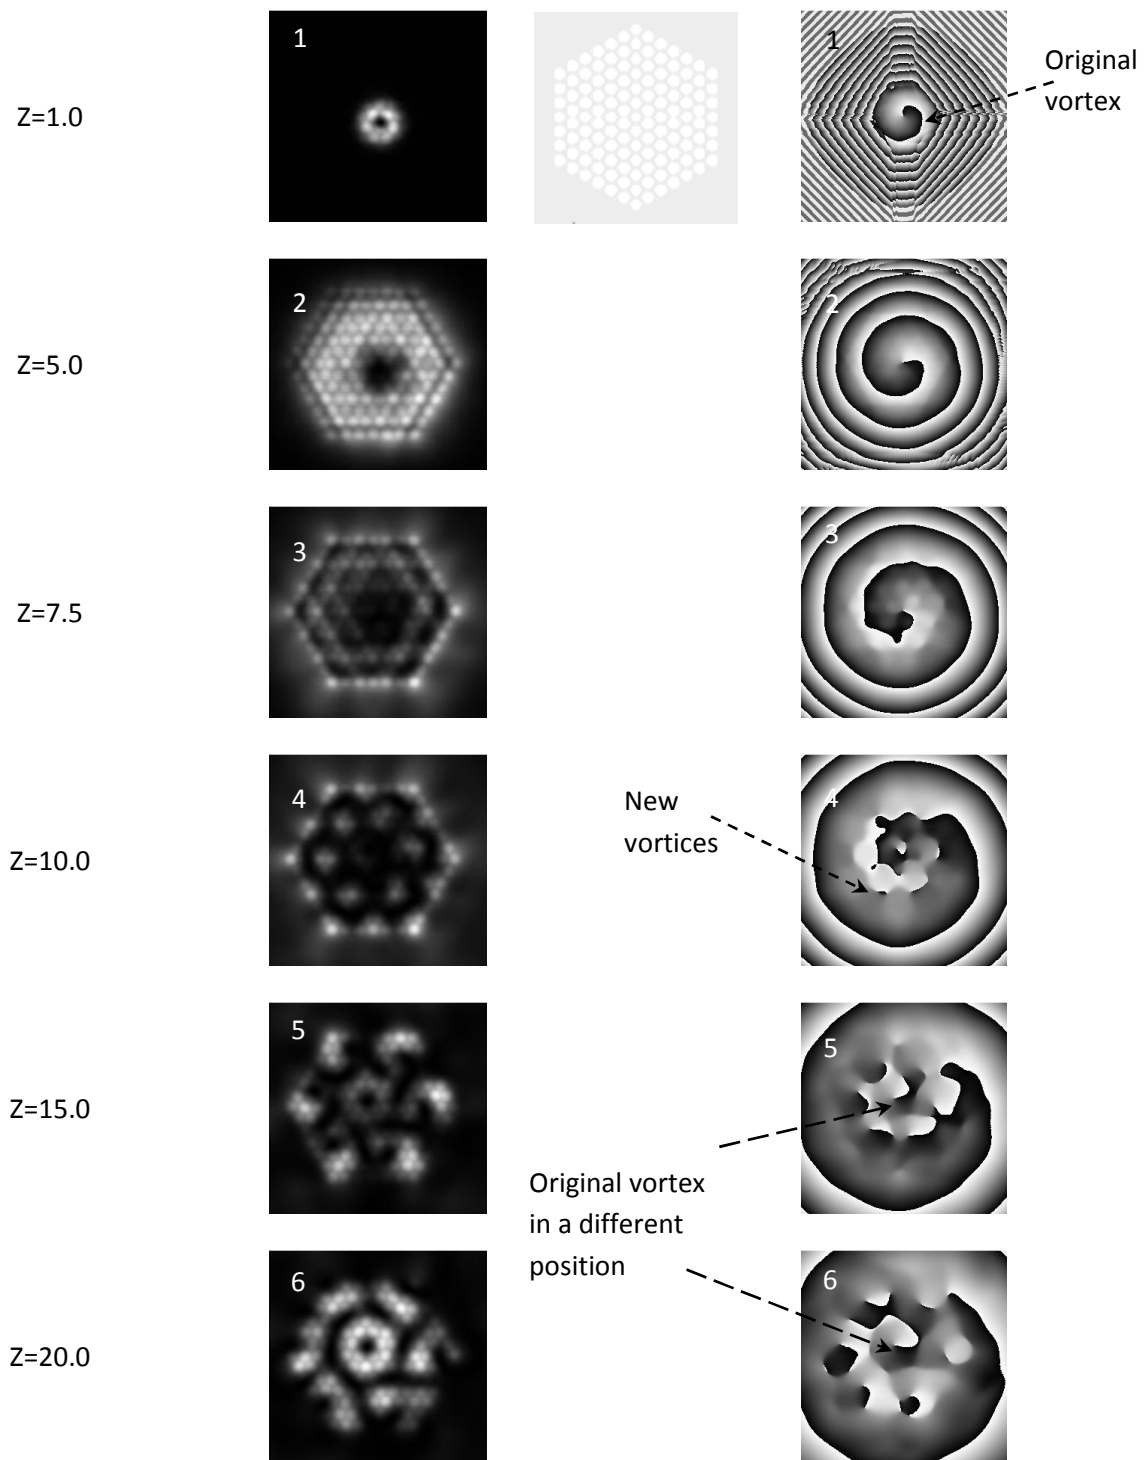 Z=1.0
1
1
Original
vortex
Z=5.0
2
2
Z=7.5
3
3
Z=10.0
4
New
vortices
4
Z=15.0
5
5
Original vortex
in a different
position
Z=20.0
6
6